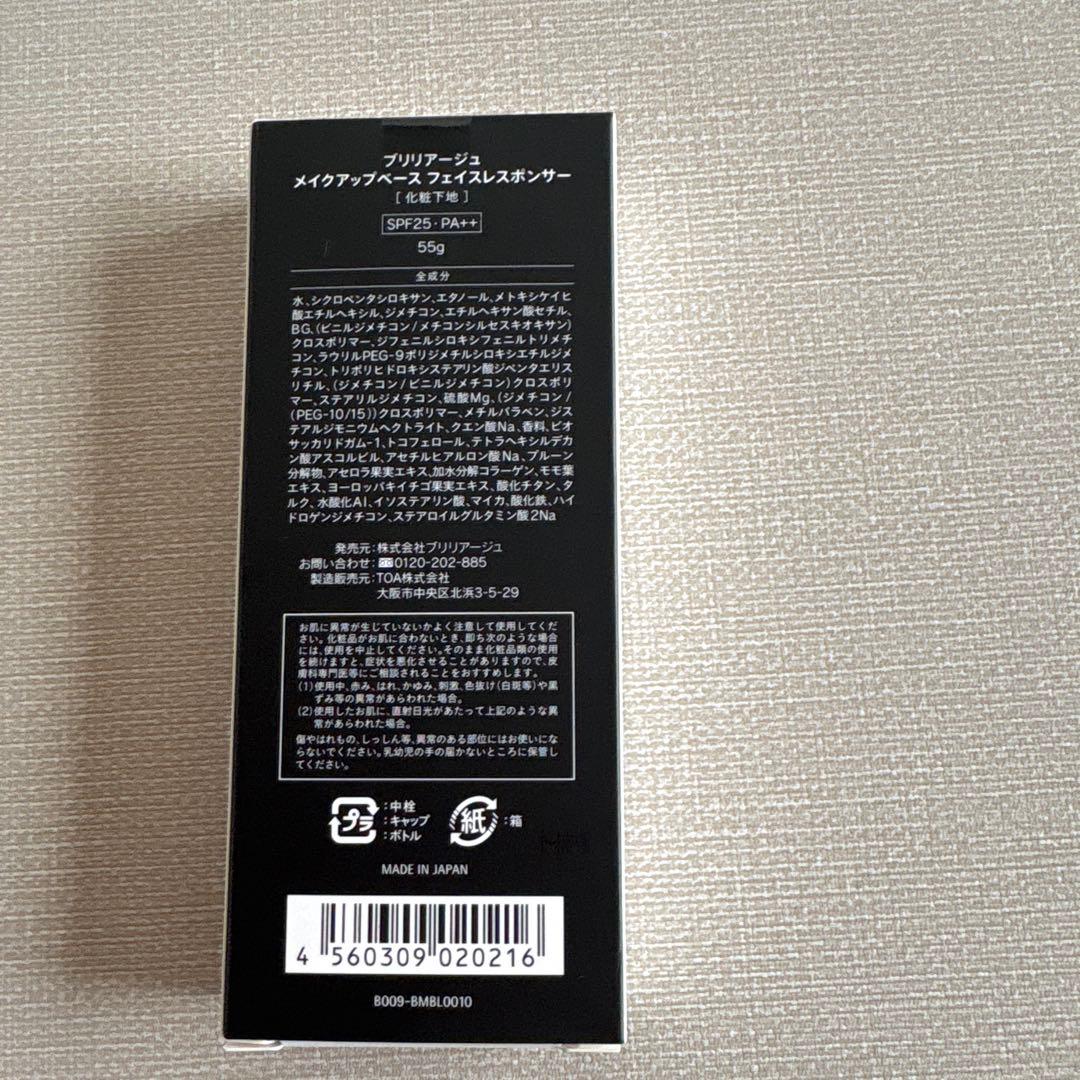 ブリリアージュ
メイクアップベース フェイスレスポンサー
[ 化粧下地 ]
SPF25・PA++
55g
全成分
水、シクロペンタシロキサン、エタノール、メトキシケイヒ
酸エチルヘキシル、ジメチコン、エチルヘキサン酸セチル、
BG、(ビニルジメチコン/メチコンシルセスキオキサン)
クロスポリマー、ジフェニルシロキシフェニルトリメチ
コン、ラウリルPEG-9ポリジメチルシロキシエチルジメ
チコン、トリポリヒドロキシステアリン酸ジペンタエリス
リチル、(ジメチコン/ビニルジメチコン)クロスポリ
マー、ステアリルジメチコン、硫酸Mg、(ジメチコン/
(PEG-10/15))クロスポリマー、メチルパラベン、ジス
テアルジモニウムヘクトライト、クエン酸Na、香料、ビオ
サッカリドガム-1、トコフェロール、テトラヘキシルデカ
ン酸アスコルビル、アセチルヒアルロン酸Na、プルーン
分解物、アセロラ果実エキス、加水分解コラーゲン、モモ葉
エキス、ヨーロッパキイチゴ果実エキス、酸化チタン、タ
ルク、水酸化Al、イソステアリン酸、マイカ、酸化鉄、ハイ
ドロゲンジメチコン、ステアロイルグルタミン酸2Na
発売元:株式会社ブリリアージュ
お問い合わせ:0120-202-885
製造販売元:TOA株式会社
大阪市中央区北浜3-5-29
お肌に異常が生じていないかよく注意して使用してくだ
さい。化粧品がお肌に合わないとき、即ち次のような場合
には、使用を中止してください。そのまま化粧品類の使用
を続けますと、症状を悪化させることがありますので、皮
膚科専門医等にご相談されることをおすすめします。
(1)使用中、赤み、はれ、かゆみ、刺激、色抜け(白斑等)や黒
ずみ等の異常があらわれた場合。
(2)使用したお肌に、直射日光があたって上記のような異
常があらわれた場合。
傷やはれもの、しっしん等、異常のある部位にはお使いにな
らないでください。乳幼児の手の届かないところに保管し
てください。
プラ
:中栓
:キャップ
:ボトル
紙
:箱
MADE IN JAPAN
4 560309 020216
B009-BMBL0010